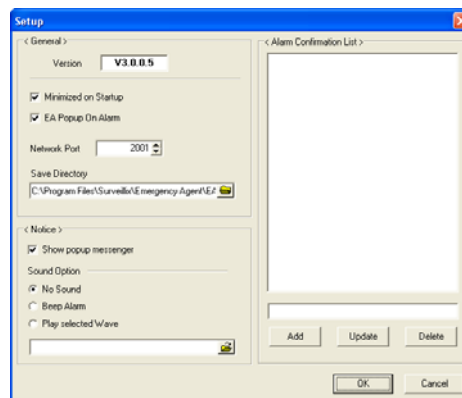 Setup
< General >
Version V3.0.0.5
Minimized on Startup
EA Popup On Alarm
Network Port 2001
Save Directory
C:\Program Files\Surveillix\Emergency Agent\EA
< Notice >
Show popup messenger
Sound Option
No Sound
Beep Alarm
Play selected Wave
< Alarm Confirmation List >
Add Update Delete
OK Cancel